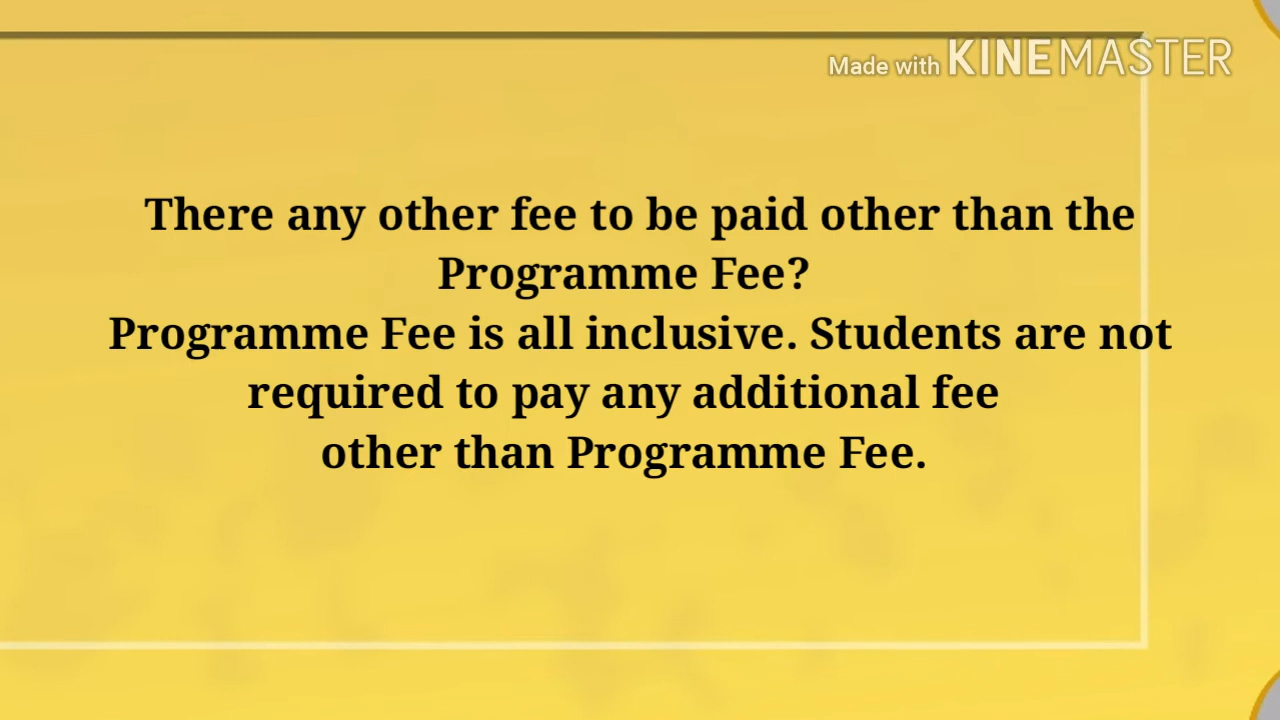 Made with KINEMASTER
There any other fee to be paid other than the
Programme Fee?
Programme Fee is all inclusive. Students are not
required to pay any additional fee
other than Programme Fee.